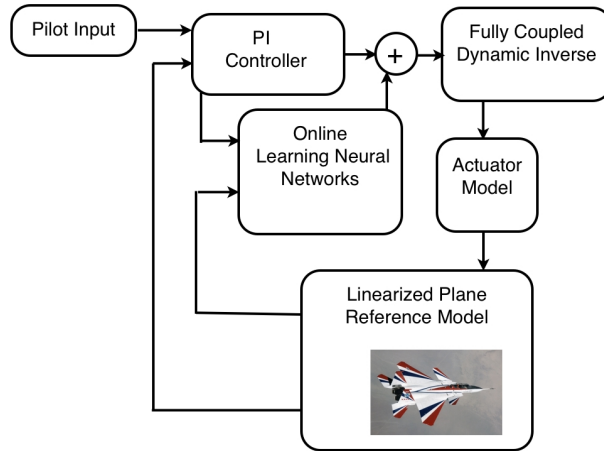 Pilot Input
PI
Controller
+
Fully Coupled
Dynamic Inverse
Online
Learning Neural
Networks
Actuator
Model
Linearized Plane
Reference Model